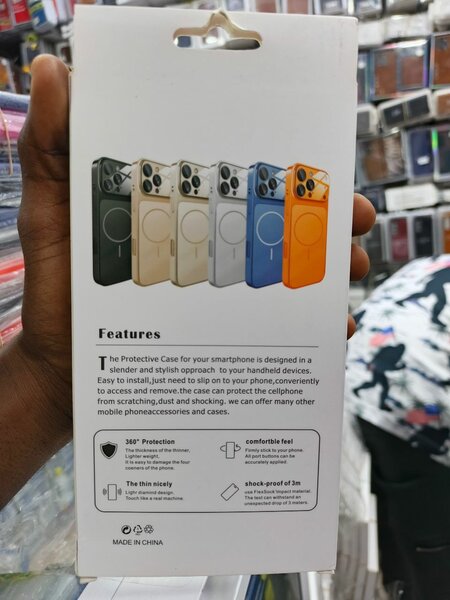 Features
The Protective Case for your smartphone is designed in a
slender and stylish approach to your handheld devices.
Easy to install,just need to slip on to your phone,converiently
to access and remove.the case can protect the cellphone
from scratching,dust and shocking. we can offer many other
mobile phoneaccessories and cases.
360° Protection
The thickness of the thinner,
Lighter weight.
It is easy to damage the four
corners of the phone.
comfortble feel
Firmly stick to your phone.
All port buttons can be
accurately applied.
The thin nicely
Light diamind design.
Touch like a real machine.
shock-proof of 3m
use FlexSock'impact material.
The test can withstand an
unexpected drop of 3 meters.
MADE IN CHINA